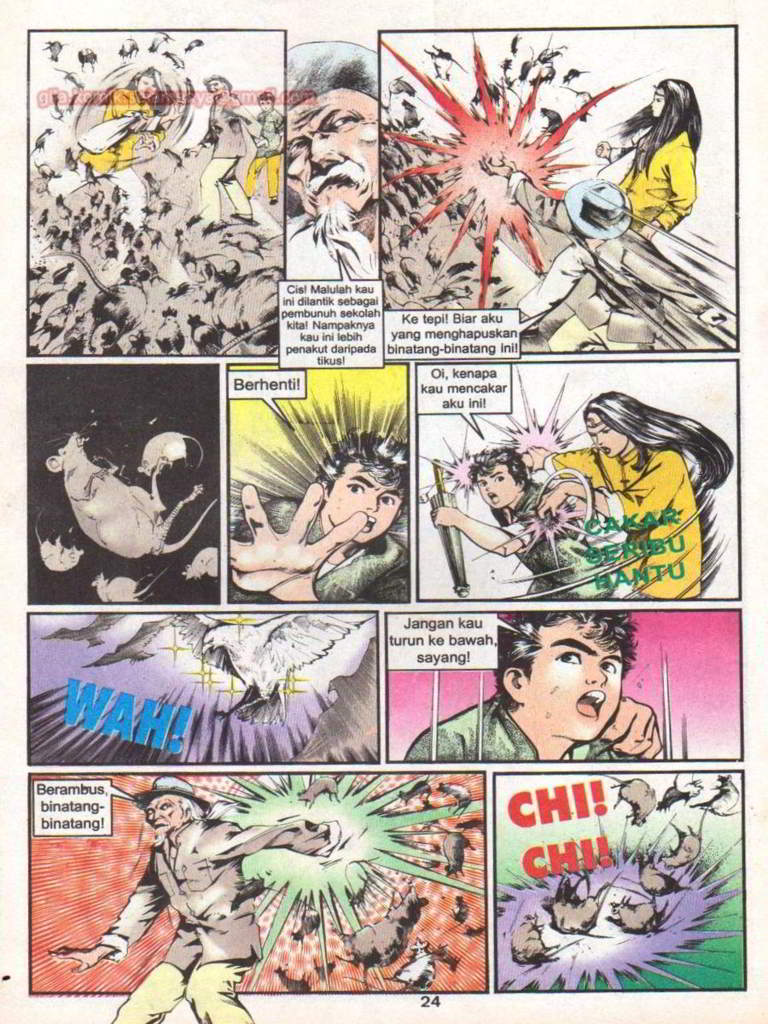 Cis! Malulah kau
ini dilantik sebagai
pembunuh sekolah
kita! Nampaknya
kau ini lebih
penakut daripada
tikus!
Ke tepi! Biar aku
yang menghapuskan
binatang-binatang ini!
Berhenti!
Oi, kenapa
kau mencakar
aku ini!
CAKAR
SERIBU
HANTU
WAH!
Jangan kau
turun ke bawah,
sayang!
Berambus,
binatang-
binatang!
CHI!
CHI!
24